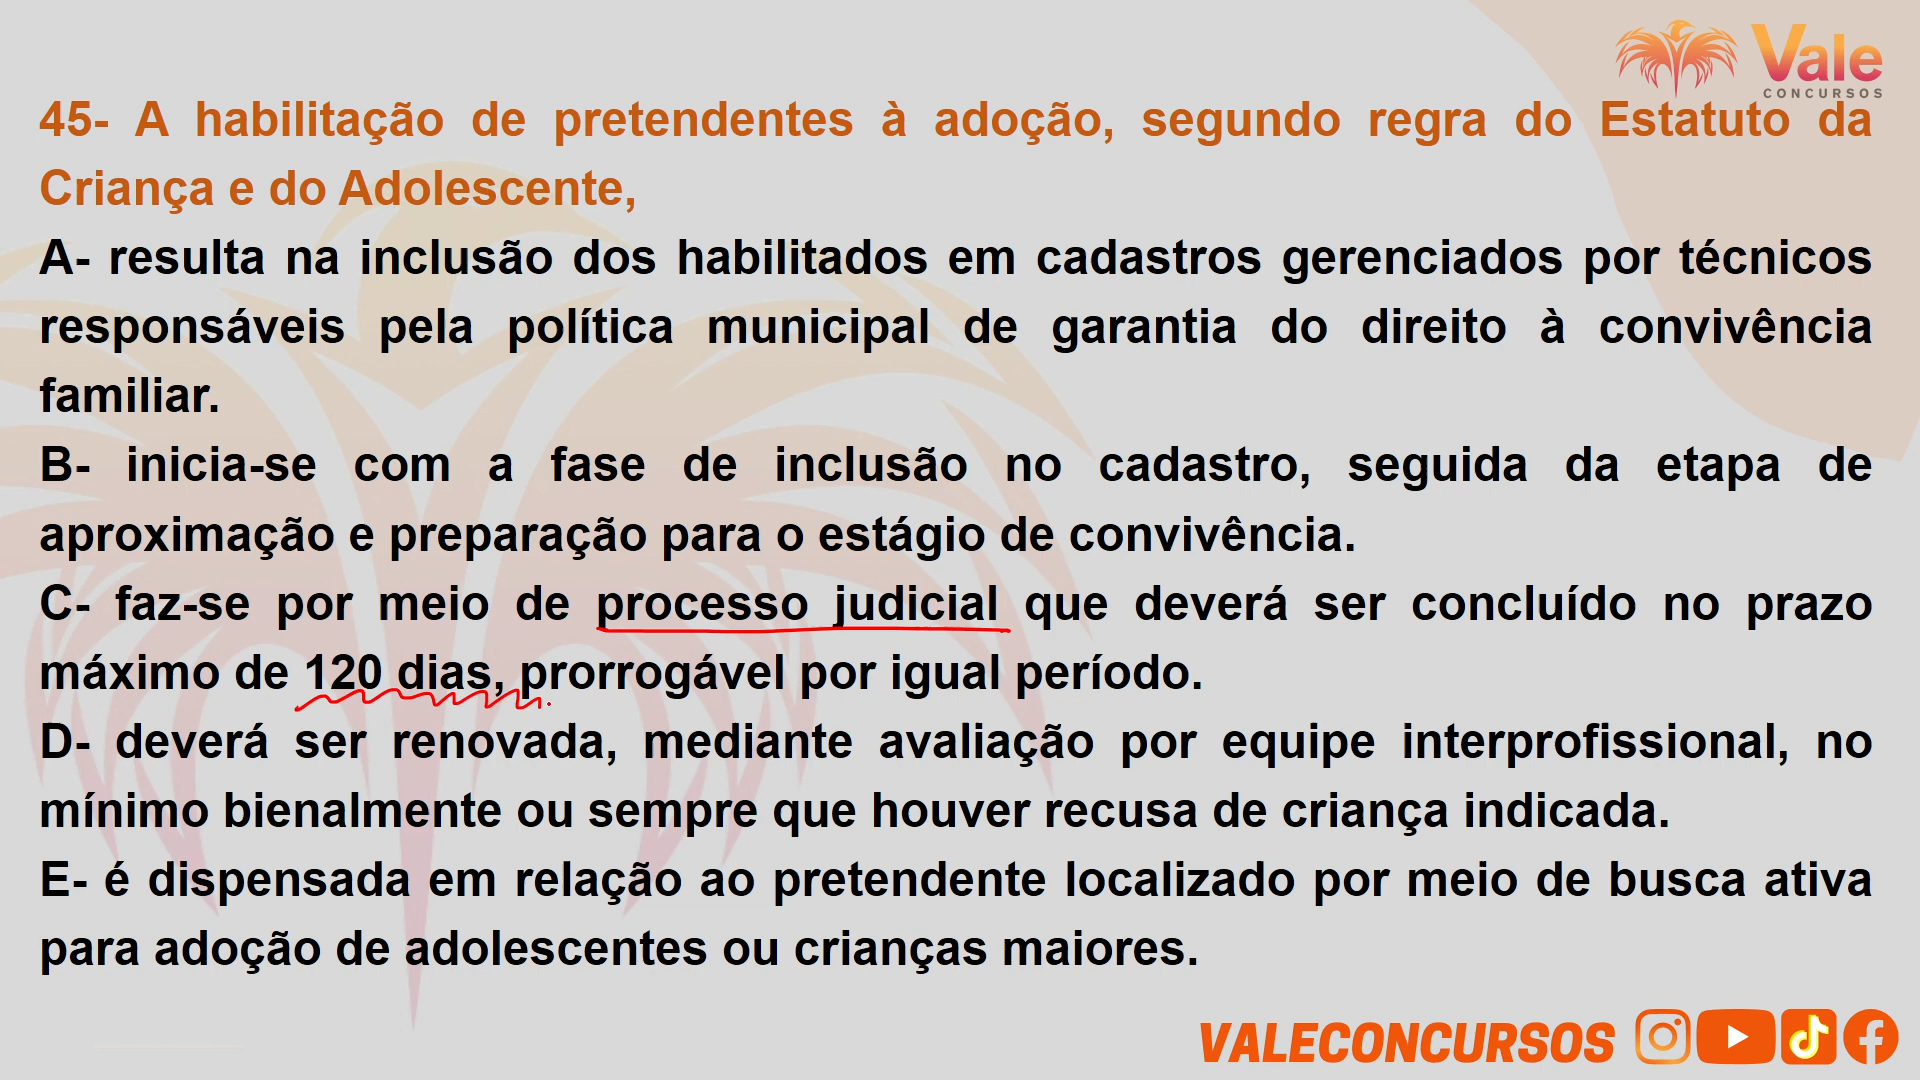 Vale
CONCURSOS
45- A habilitação de pretendentes à adoção, segundo regra do Estatuto da
Criança e do Adolescente,
A- resulta na inclusão dos habilitados em cadastros gerenciados por técnicos
responsáveis pela política municipal de garantia do direito à convivência
familiar.
B- inicia-se com a fase de inclusão no cadastro, seguida da etapa de
aproximação e preparação para o estágio de convivência.
C- faz-se por meio de processo judicial que deverá ser concluído no prazo
máximo de 120 dias, prorrogável por igual período.
D- deverá ser renovada, mediante avaliação por equipe interprofissional, no
mínimo bienalmente ou sempre que houver recusa de criança indicada.
E- é dispensada em relação ao pretendente localizado por meio de busca ativa
para adoção de adolescentes ou crianças maiores.
VALECONCURSOS